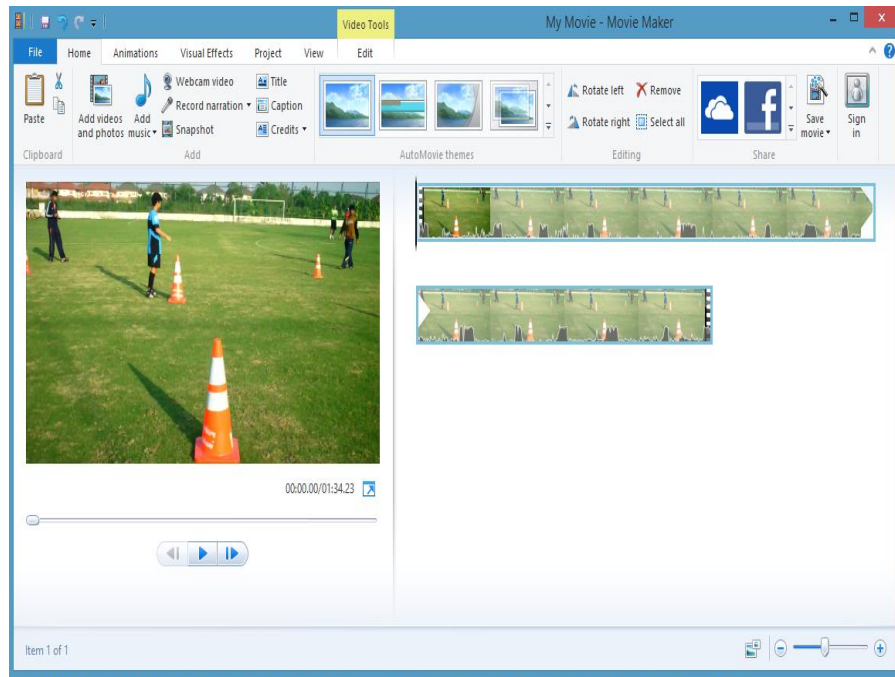 Video Tools
My Movie - Movie Maker
File Home Animations Visual Effects Project View Edit
Paste
Clipboard
Add videos and photos
Add music
Webcam video
Record narration
Snapshot
Title
Caption
Credits
Add
AutoMovie themes
Rotate left
Rotate right
Remove
Select all
Editing
Share
Save movie
Sign in
00:00.00/01:34.23
Item 1 of 1